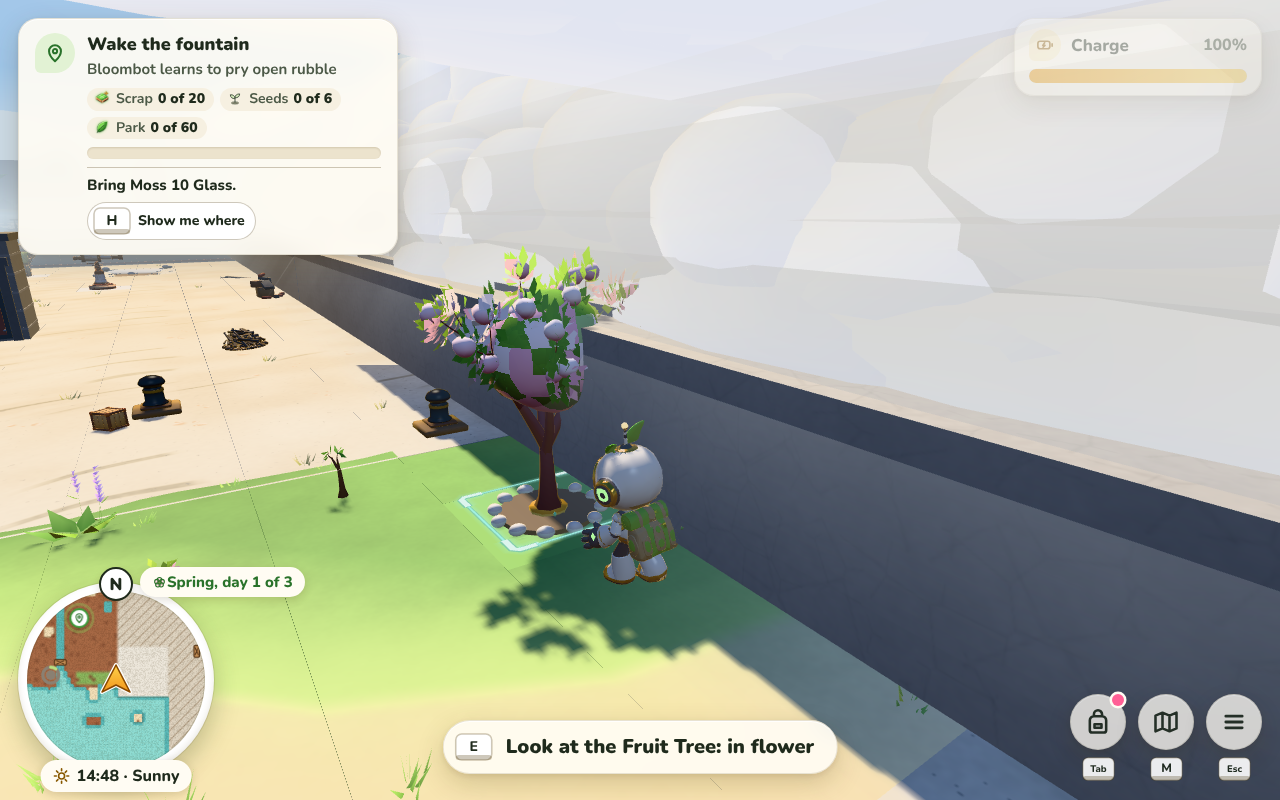 Wake the fountain
Bloombot learns to pry open rubble
Scrap 0 of 20
Seeds 0 of 6
Park 0 of 60
Bring Moss 10 Glass.
H Show me where
Charge 100%
N
Spring, day 1 of 3
14:48 · Sunny
E Look at the Fruit Tree: in flower
Tab
M
Esc